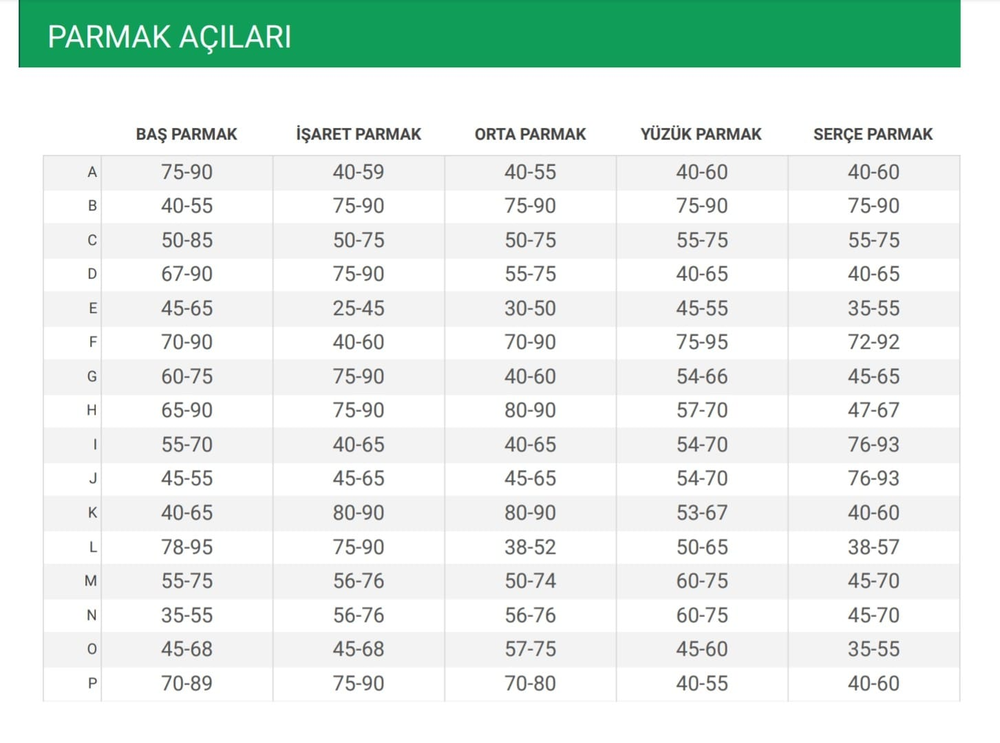 PARMAK AÇILARI
BAŞ PARMAK İŞARET PARMAK ORTA PARMAK YÜZÜK PARMAK SERÇE PARMAK
A 75-90 40-59 40-55 40-60 40-60
B 40-55 75-90 75-90 75-90 75-90
C 50-85 50-75 50-75 55-75 55-75
D 67-90 75-90 55-75 40-65 40-65
E 45-65 25-45 30-50 45-55 35-55
F 70-90 40-60 70-90 75-95 72-92
G 60-75 75-90 40-60 54-66 45-65
H 65-90 75-90 80-90 57-70 47-67
I 55-70 40-65 40-65 54-70 76-93
J 45-55 45-65 45-65 54-70 76-93
K 40-65 80-90 80-90 53-67 40-60
L 78-95 75-90 38-52 50-65 38-57
M 55-75 56-76 50-74 60-75 45-70
N 35-55 56-76 56-76 60-75 45-70
O 45-68 45-68 57-75 45-60 35-55
P 70-89 75-90 70-80 40-55 40-60